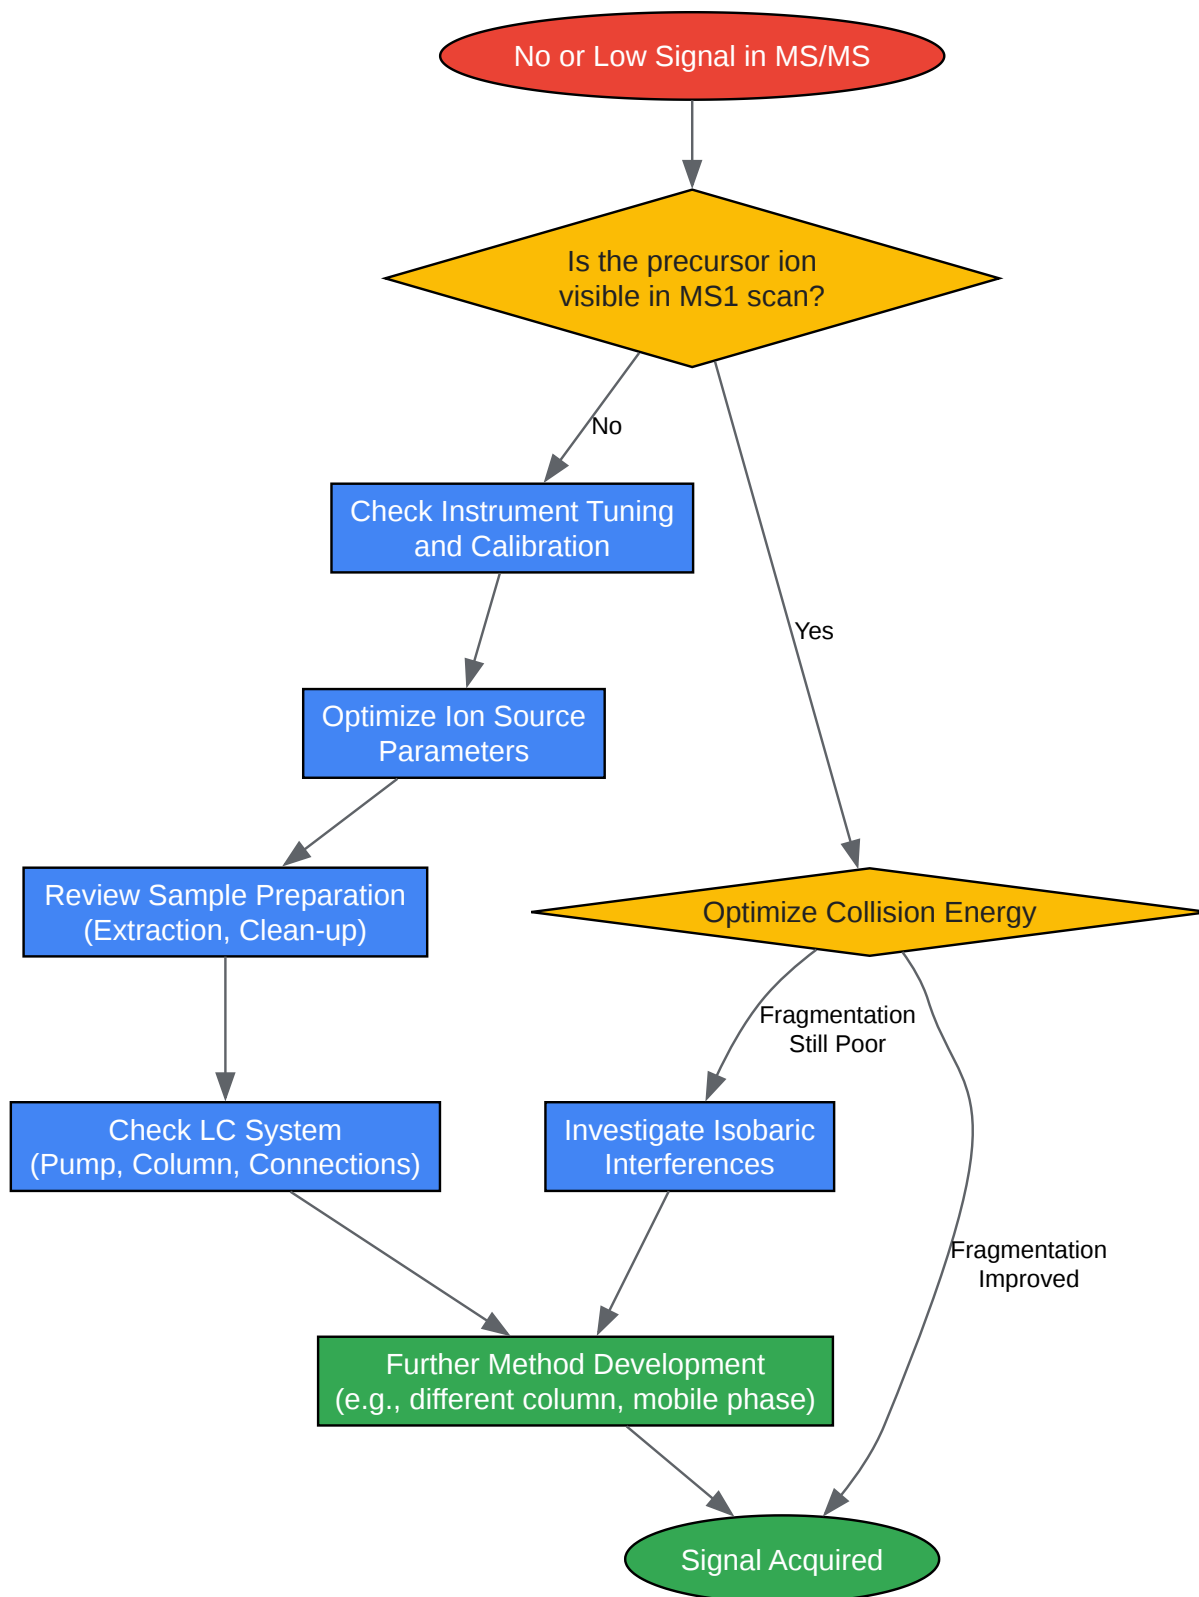 No or Low Signal in MS/MS
Is the precursor ion
visible in MS1 scan?
No
Check Instrument Tuning
and Calibration
Yes
Optimize Ion Source
Parameters
Review Sample Preparation
(Extraction, Clean-up)
Optimize Collision Energy
Fragmentation
Still Poor
Check LC System
(Pump, Column, Connections)
Investigate Isobaric
Interferences
Fragmentation
Improved
Further Method Development
(e.g., different column, mobile phase)
Signal Acquired